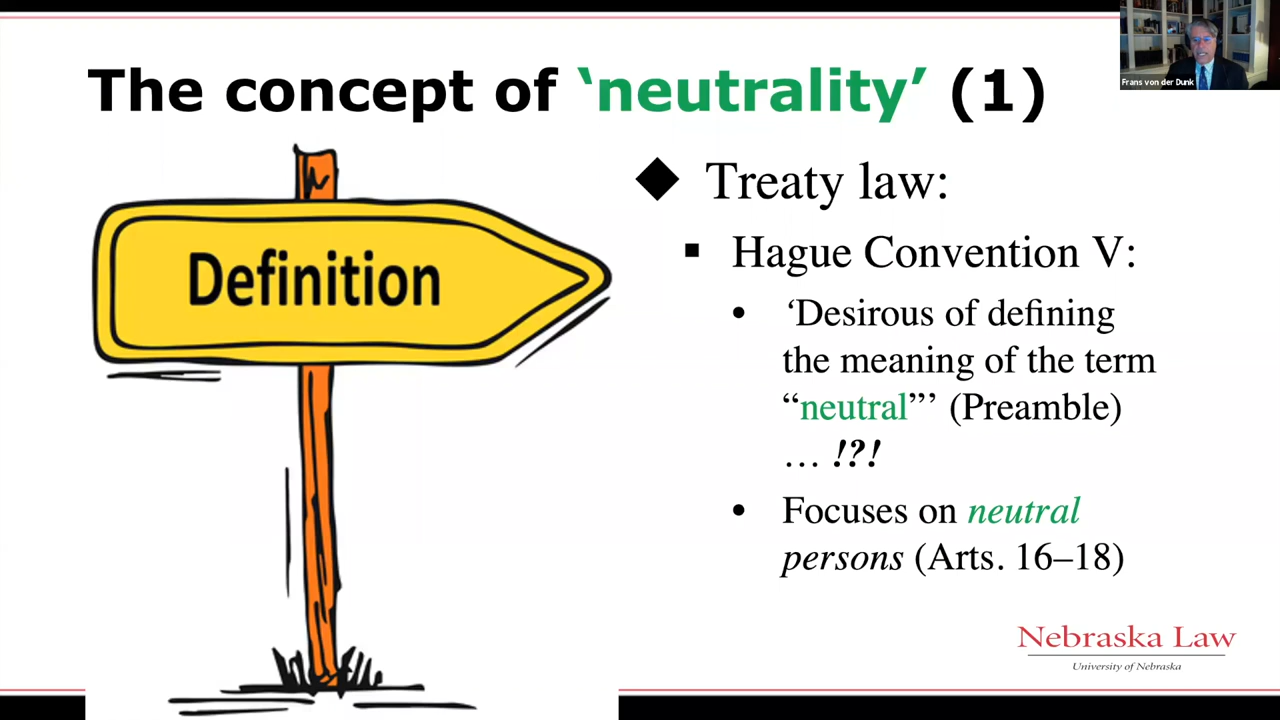 The concept of ‘neutrality’ (1)
Frans von der Dunk
Definition
◆ Treaty law:
▪ Hague Convention V:
• ‘Desirous of defining
the meaning of the term
“neutral”’ (Preamble)
… !?!
• Focuses on neutral
persons (Arts. 16–18)
Nebraska Law
University of Nebraska